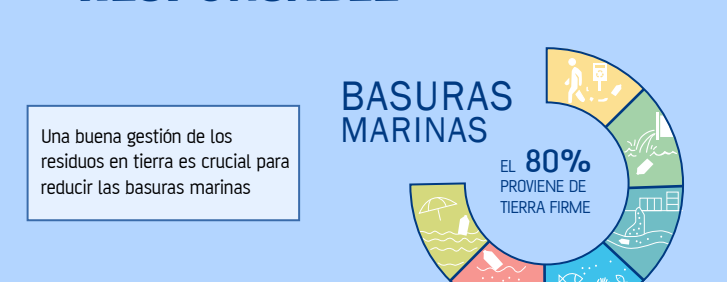 RESPONSABLE
BASURAS
MARINAS
Una buena gestión de los
residuos en tierra es crucial para
reducir las basuras marinas
EL 80%
PROVIENE DE
TIERRA FIRME